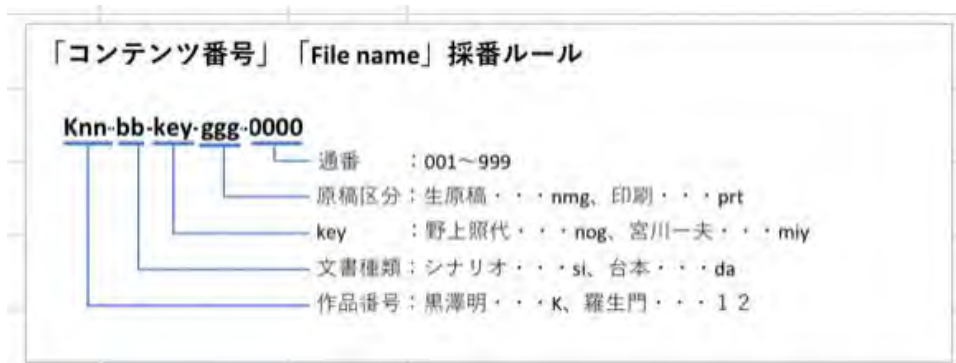 「コンテンツ番号」「File name」採番ルール
Knn-bb-key-ggg-0000
通番　　：001～999
原稿区分：生原稿・・・nmg、印刷・・・prt
key　　：野上照代・・・nog、宮川一夫・・・miy
文書種類：シナリオ・・・si、台本・・・da
作品番号：黒澤明・・・K、羅生門・・・１２